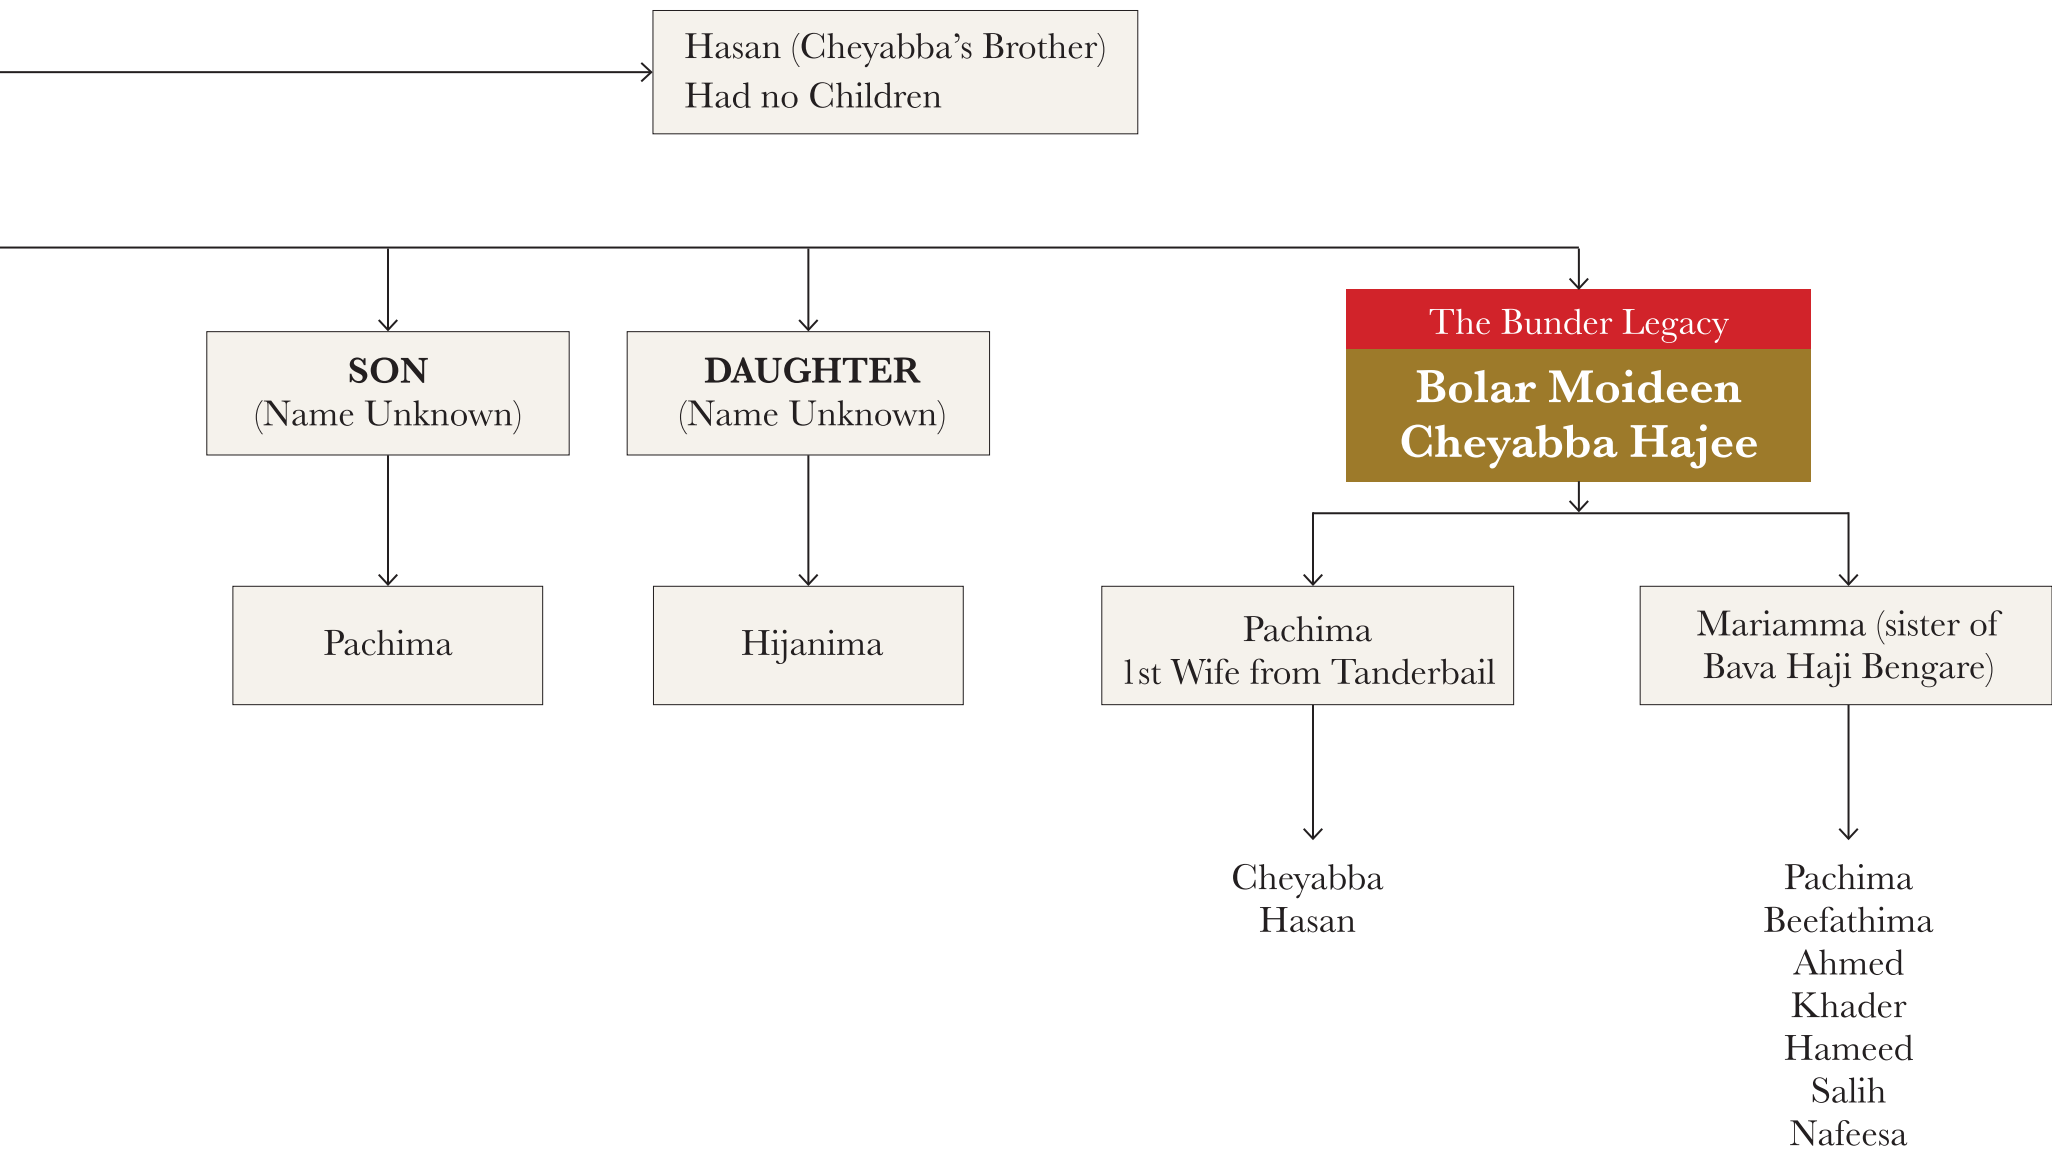 Hasan (Cheyabba’s Brother)
Had no Children
SON
(Name Unknown)
DAUGHTER
(Name Unknown)
The Bunder Legacy
Bolar Moideen
Cheyabba Hajee
Pachima
Hijanima
Pachima
1st Wife from Tanderbail
Mariamma (sister of
Bava Haji Bengare)
Cheyabba
Hasan
Pachima
Beefathima
Ahmed
Khader
Hameed
Salih
Nafeesa